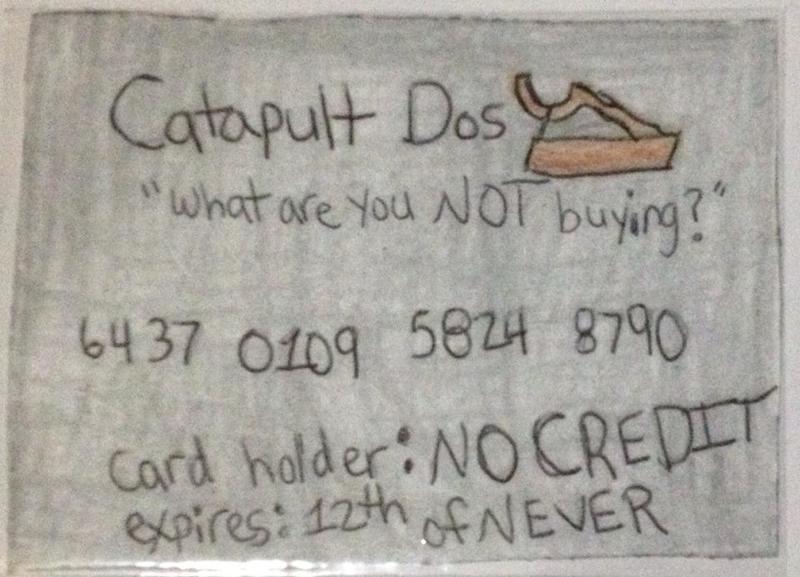 Catapult Dos
"what are you NOT buying?"
6437 0109 5824 8790
card holder: NO CREDIT
expires: 12th of NEVER